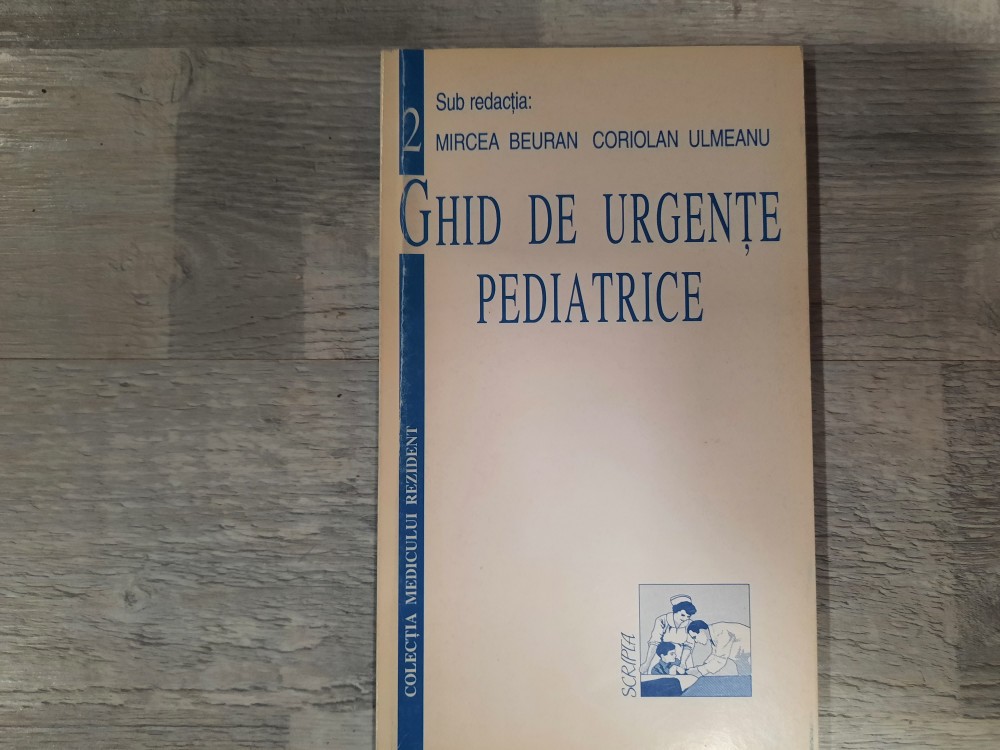 Sub redacția:
2
MIRCEA BEURAN CORIOLAN ULMEANU
GHID DE URGENȚE
PEDIATRICE
COLECȚIA MEDICULUI REZIDENT
SCRIPTA